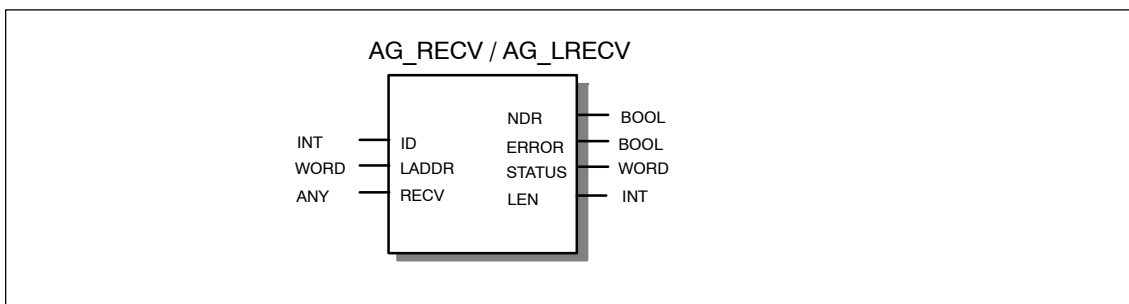 AG_RECV / AG_LRECV
NDR BOOL
INT ID ERROR BOOL
WORD LADDR STATUS WORD
ANY RECV LEN INT